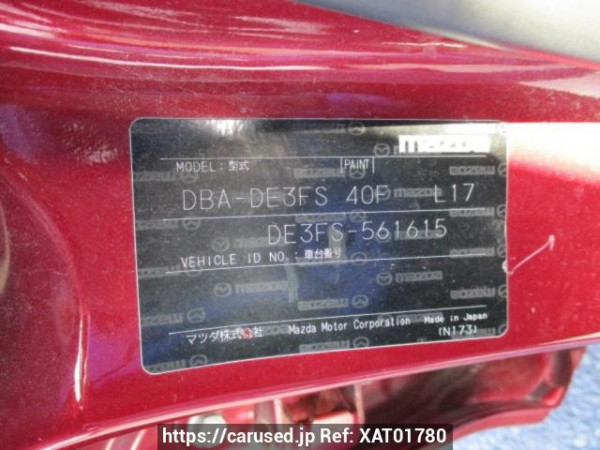 mazda
MODEL : 型式 PAINT
DBA-DE3FS 40F L17
DE3FS-561615
VEHICLE ID NO.: 車台番号
マツダ株式会社 Mazda Motor Corporation Made in Japan
(N173)
https://carused.jp Ref: XAT01780